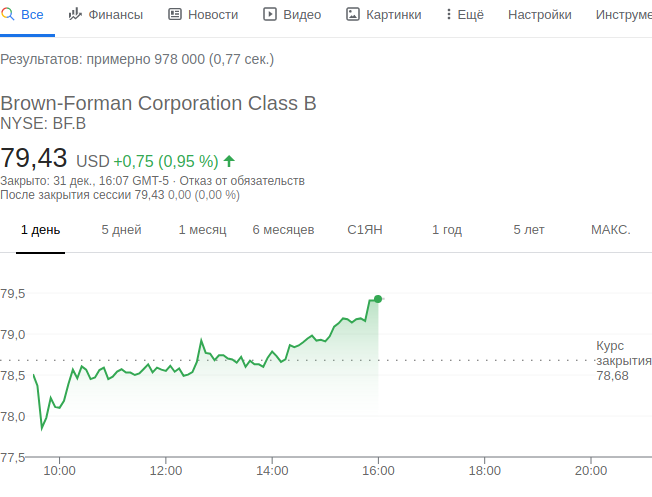 Все Финансы Новости Видео Картинки Ещё Настройки Инструме
Результатов: примерно 978 000 (0,77 сек.)
Brown-Forman Corporation Class B
NYSE: BF.B
79,43 USD +0,75 (0,95 %)
Закрыто: 31 дек., 16:07 GMT-5 · Отказ от обязательств
После закрытия сессии 79,43 0,00 (0,00 %)
1 день 5 дней 1 месяц 6 месяцев С1ЯН 1 год 5 лет МАКС.
79,5
79,0
Курс
закрытия
78,68
78,5
78,0
77,5
10:00 12:00 14:00 16:00 18:00 20:00